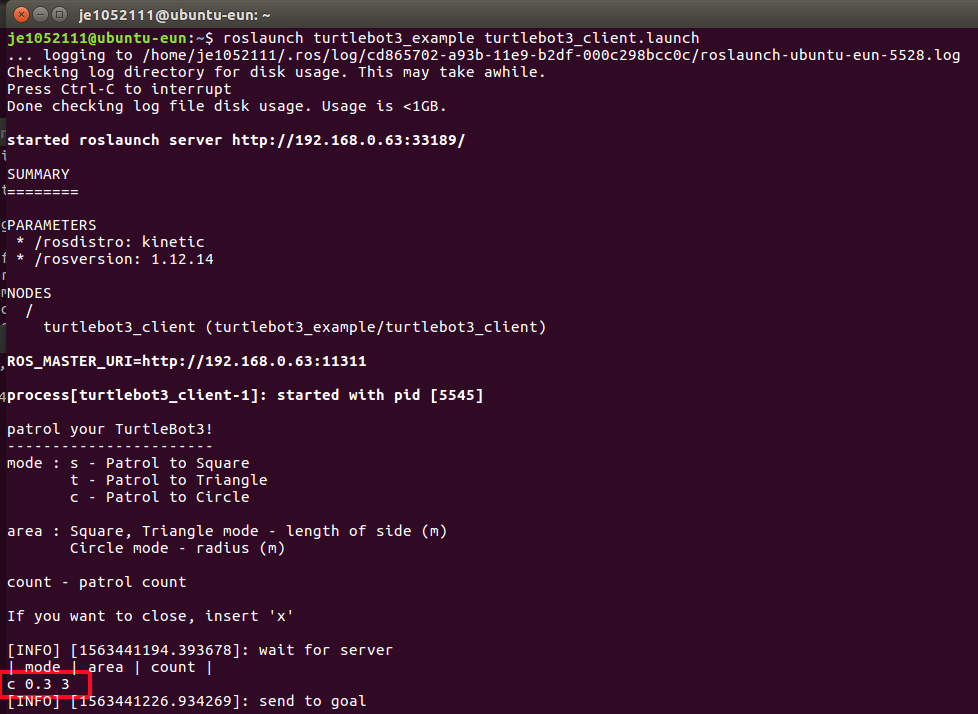 je1052111@ubuntu-eun: ~
je1052111@ubuntu-eun:~$ roslaunch turtlebot3_example turtlebot3_client.launch
... logging to /home/je1052111/.ros/log/cd865702-a93b-11e9-b2df-000c298bcc0c/roslaunch-ubuntu-eun-5528.log
Checking log directory for disk usage. This may take awhile.
Press Ctrl-C to interrupt
Done checking log file disk usage. Usage is <1GB.
started roslaunch server http://192.168.0.63:33189/
SUMMARY
========
PARAMETERS
* /rosdistro: kinetic
* /rosversion: 1.12.14
NODES
/
turtlebot3_client (turtlebot3_example/turtlebot3_client)
ROS_MASTER_URI=http://192.168.0.63:11311
process[turtlebot3_client-1]: started with pid [5545]
patrol your TurtleBot3!
-----------------------
mode : s - Patrol to Square
t - Patrol to Triangle
c - Patrol to Circle
area : Square, Triangle mode - length of side (m)
Circle mode - radius (m)
count - patrol count
If you want to close, insert 'x'
[INFO] [1563441194.393678]: wait for server
| mode | area | count |
c 0.3 3
[INFO] [1563441226.934269]: send to goal